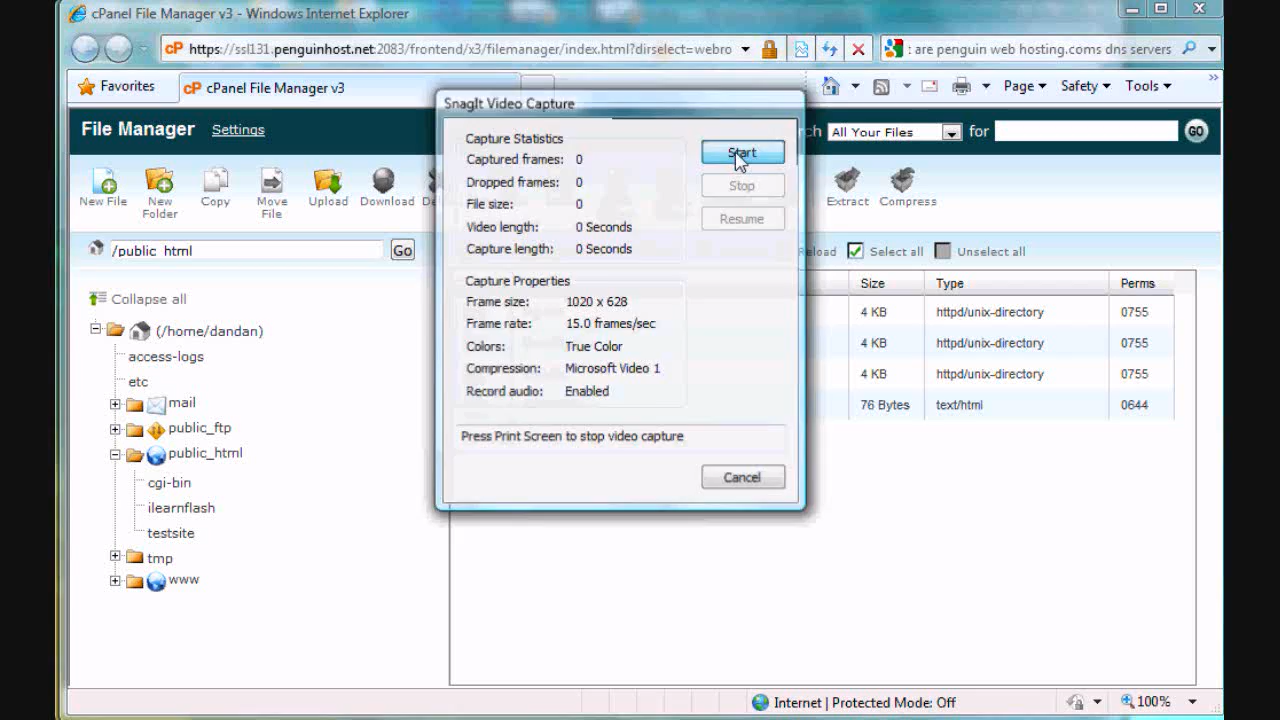 cPanel File Manager v3 - Windows Internet Explorer
cP https://ssl131.penguinhost.net:2083/frontend/x3/filemanager/index.html?dirselect=webro
: are penguin web hosting.coms dns servers
Favorites
cP cPanel File Manager v3
Page
Safety
Tools
File Manager
Settings
ch
All Your Files
for
GO
New File
New Folder
Copy
Move File
Upload
Download
De
Extract
Compress
/public_html
Go
eload
Select all
Unselect all
Collapse all
(/home/dandan)
access-logs
etc
mail
public_ftp
public_html
cgi-bin
ilearnflash
testsite
tmp
www
SnagIt Video Capture
Capture Statistics
Captured frames: 0
Dropped frames: 0
File size: 0
Video length: 0 Seconds
Capture length: 0 Seconds
Start
Stop
Resume
Capture Properties
Frame size: 1020 x 628
Frame rate: 15.0 frames/sec
Colors: True Color
Compression: Microsoft Video 1
Record audio: Enabled
Press Print Screen to stop video capture
Cancel
Size Type Perms
4 KB httpd/unix-directory 0755
4 KB httpd/unix-directory 0755
4 KB httpd/unix-directory 0755
76 Bytes text/html 0644
Internet | Protected Mode: Off
100%